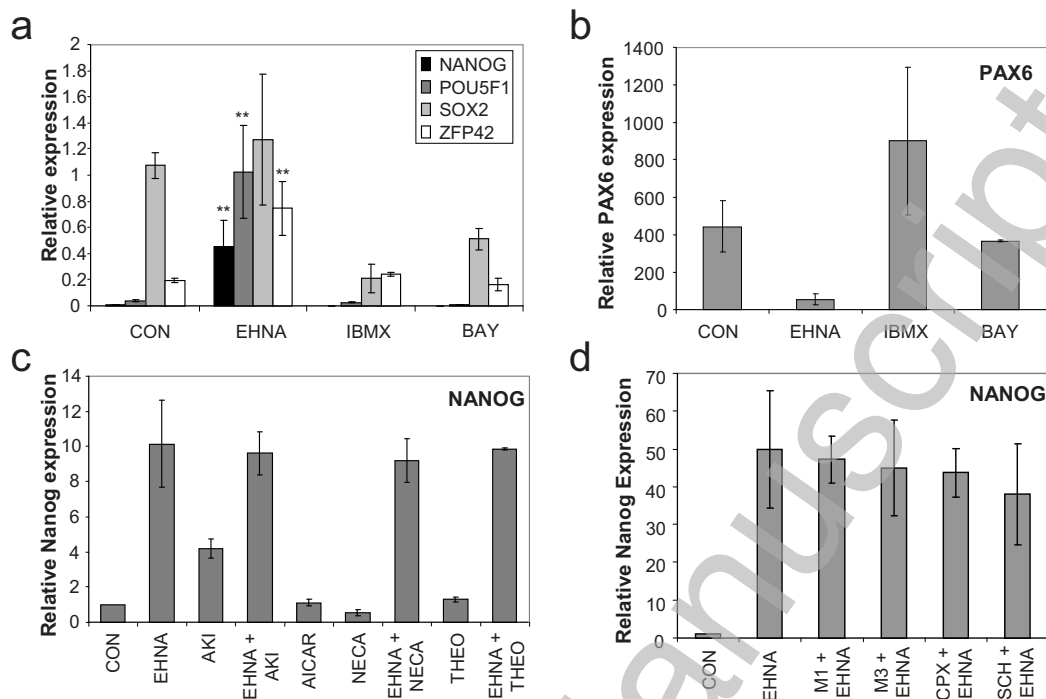 a
Relative expression
2
1.8
1.6
1.4
1.2
1
0.8
0.6
0.4
0.2
0
NANOG
POU5F1
SOX2
ZFP42
**
**
**
CON EHNA IBMX BAY
b
Relative PAX6 expression
1400
1200
1000
800
600
400
200
0
PAX6
CON EHNA IBMX BAY
c
Relative Nanog expression
14
12
10
8
6
4
2
0
NANOG
CON
EHNA
AKI
EHNA +
AKI
AICAR
NECA
EHNA +
NECA
THEO
EHNA +
THEO
d
Relative Nanog Expression
70
60
50
40
30
20
10
0
NANOG
CON
EHNA
M1 +
EHNA
M3 +
EHNA
CPX +
EHNA
SCH +
EHNA
anuscript